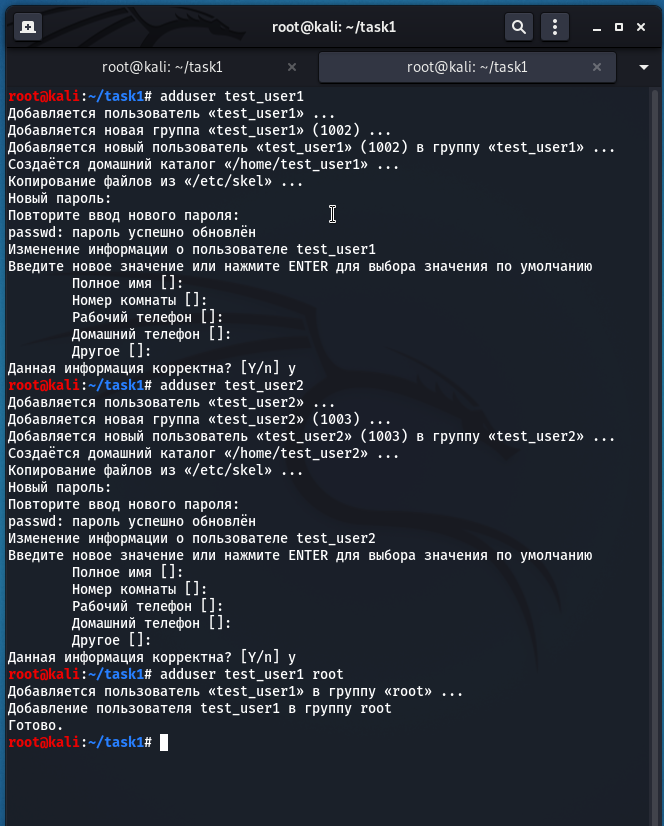 root@kali: ~/task1
root@kali: ~/task1
root@kali: ~/task1
root@kali:~/task1# adduser test_user1
Добавляется пользователь «test_user1» ...
Добавляется новая группа «test_user1» (1002) ...
Добавляется новый пользователь «test_user1» (1002) в группу «test_user1» ...
Создаётся домашний каталог «/home/test_user1» ...
Копирование файлов из «/etc/skel» ...
Новый пароль:
Повторите ввод нового пароля:
passwd: пароль успешно обновлён
Изменение информации о пользователе test_user1
Введите новое значение или нажмите ENTER для выбора значения по умолчанию
Полное имя []:
Номер комнаты []:
Рабочий телефон []:
Домашний телефон []:
Другое []:
Данная информация корректна? [Y/n] y
root@kali:~/task1# adduser test_user2
Добавляется пользователь «test_user2» ...
Добавляется новая группа «test_user2» (1003) ...
Добавляется новый пользователь «test_user2» (1003) в группу «test_user2» ...
Создаётся домашний каталог «/home/test_user2» ...
Копирование файлов из «/etc/skel» ...
Новый пароль:
Повторите ввод нового пароля:
passwd: пароль успешно обновлён
Изменение информации о пользователе test_user2
Введите новое значение или нажмите ENTER для выбора значения по умолчанию
Полное имя []:
Номер комнаты []:
Рабочий телефон []:
Домашний телефон []:
Другое []:
Данная информация корректна? [Y/n] y
root@kali:~/task1# adduser test_user1 root
Добавляется пользователь «test_user1» в группу «root» ...
Добавление пользователя test_user1 в группу root
Готово.
root@kali:~/task1#